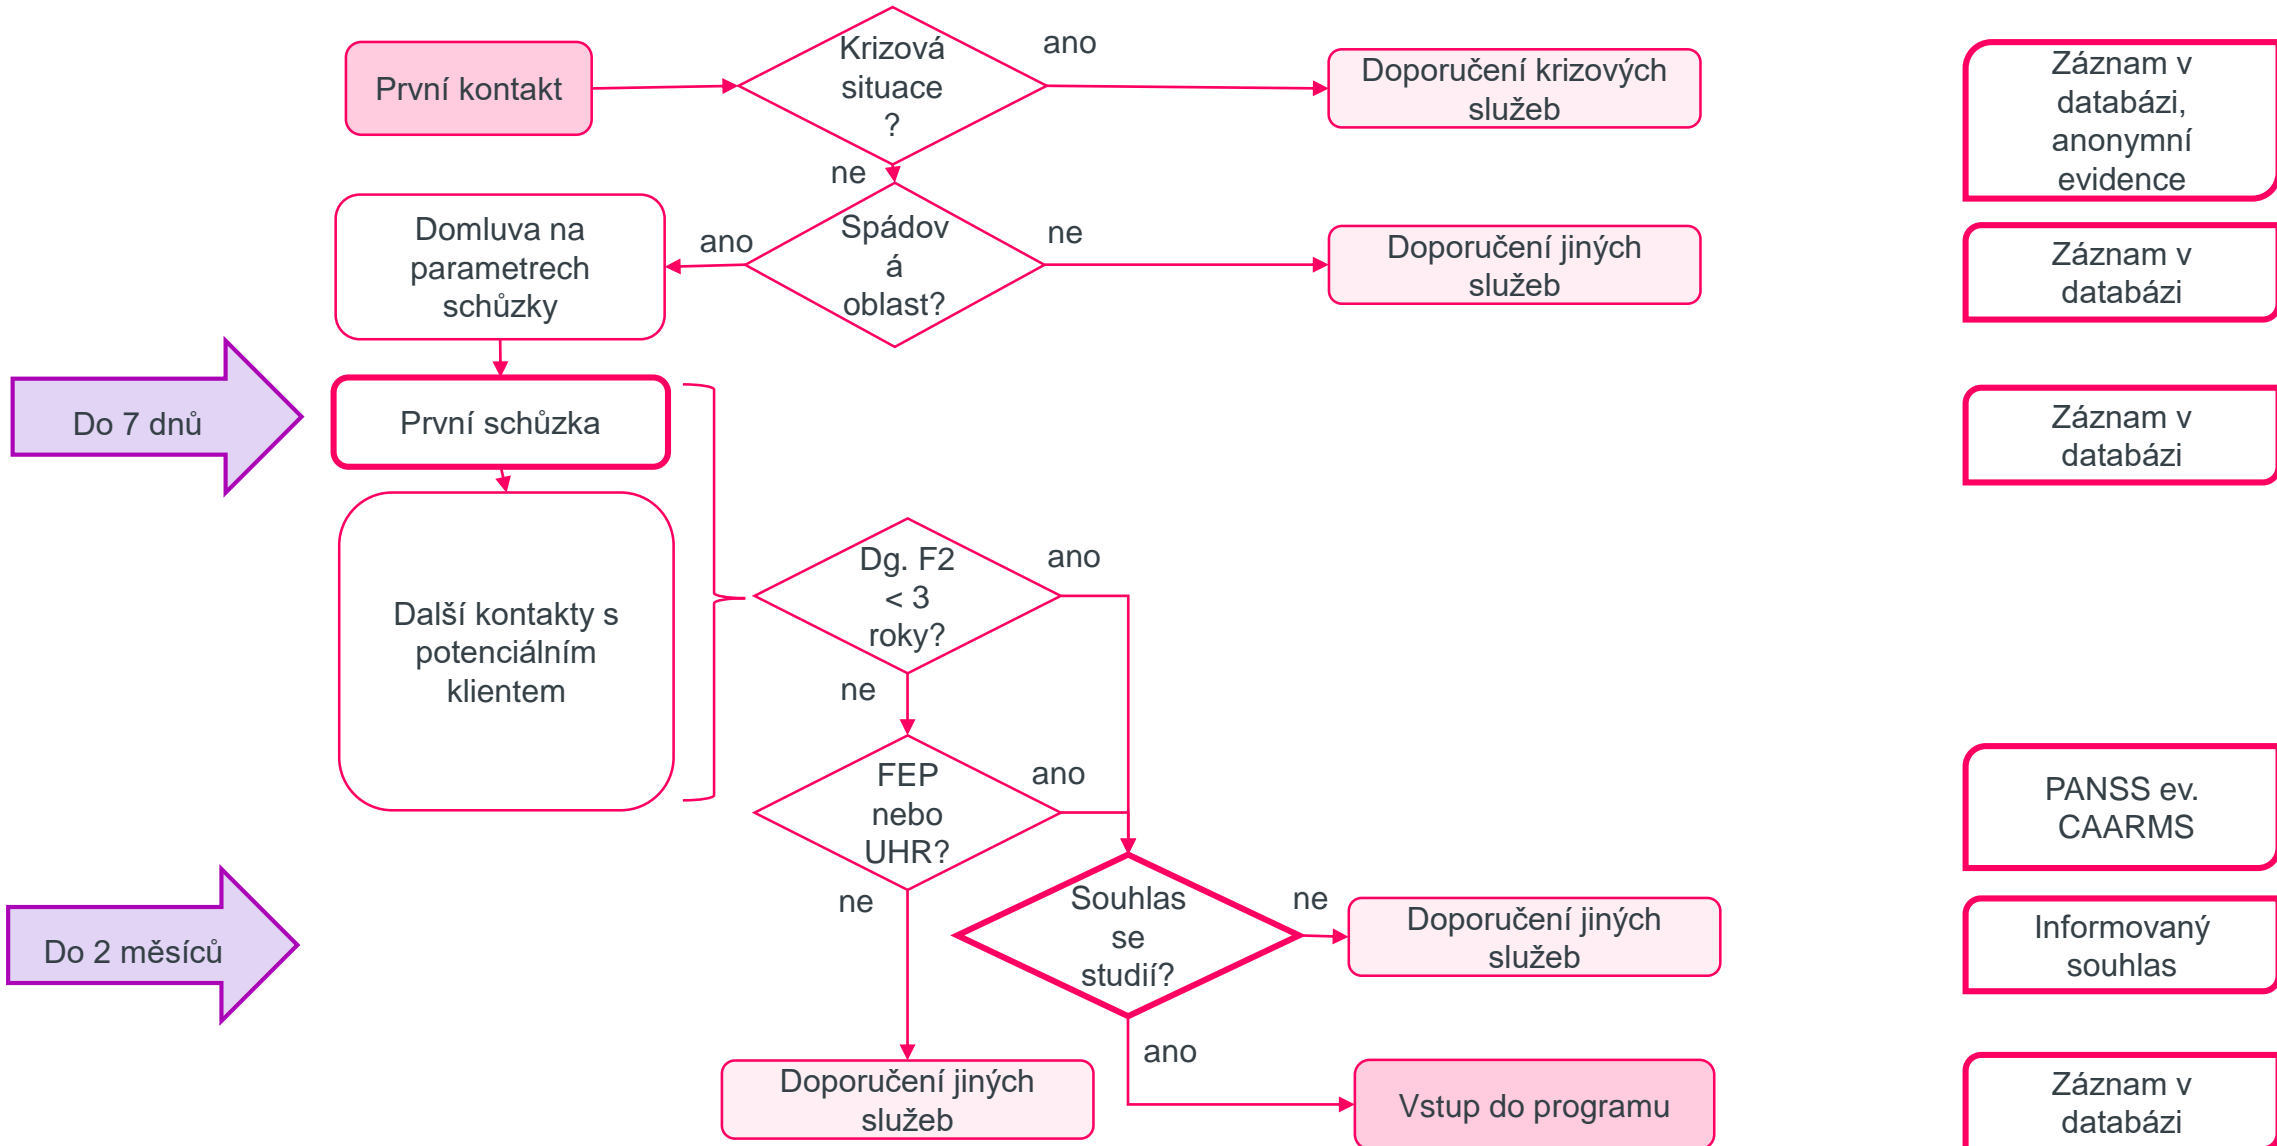 První kontakt
Krizová
situace
?
ano
Doporučení krizových
služeb
Záznam v
databázi,
anonymní
evidence
ne
Domluva na
parametrech
schůzky
ano
Spádov
á
oblast?
ne
Doporučení jiných
služeb
Záznam v
databázi
Do 7 dnů
První schůzka
Záznam v
databázi
Další kontakty s
potenciálním
klientem
Dg. F2
< 3
roky?
ano
ne
FEP
nebo
UHR?
ano
PANSS ev.
CAARMS
ne
Do 2 měsíců
Souhlas
se
studií?
ne
Doporučení jiných
služeb
Informovaný
souhlas
ano
Doporučení jiných
služeb
Vstup do programu
Záznam v
databázi